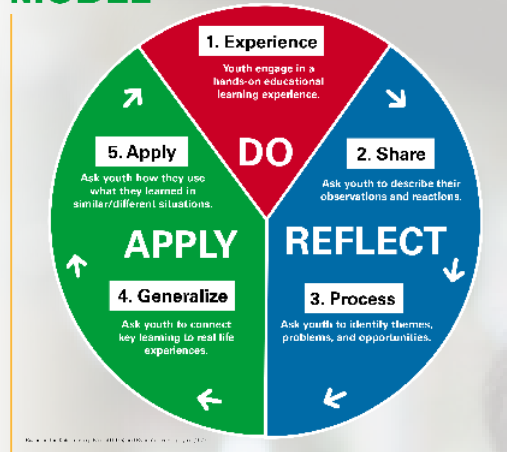 MODEL
1. Experience
Youth engage in a
hands-on educational
learning experience.
DO
2. Share
Ask youth to describe their
observations and reactions.
REFLECT
3. Process
Ask youth to identify themes,
problems, and opportunities.
5. Apply
Ask youth how they use
what they learned in
similar/different situations.
APPLY
4. Generalize
Ask youth to connect
key learning to real life
experiences.